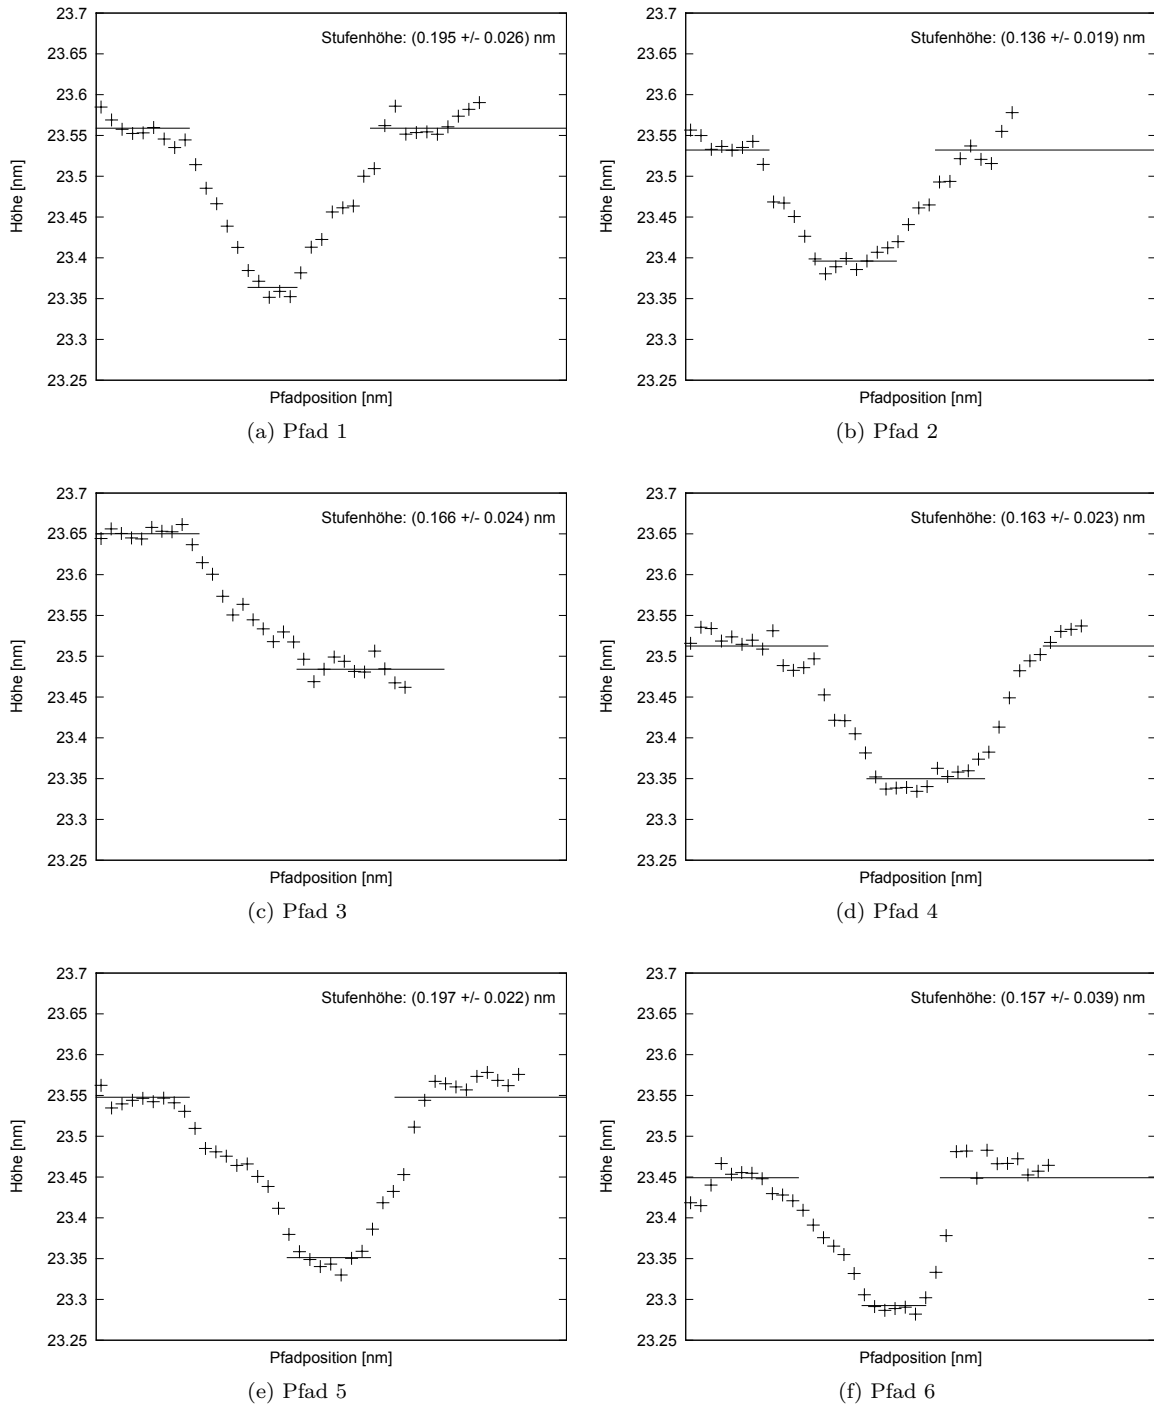 Stufenhöhe: (0.195 +/- 0.026) nm
23.7
23.65
23.6
23.55
23.5
23.45
23.4
23.35
23.3
23.25
Höhe [nm]
Pfadposition [nm]
(a) Pfad 1
Stufenhöhe: (0.136 +/- 0.019) nm
23.7
23.65
23.6
23.55
23.5
23.45
23.4
23.35
23.3
23.25
Höhe [nm]
Pfadposition [nm]
(b) Pfad 2
Stufenhöhe: (0.166 +/- 0.024) nm
23.7
23.65
23.6
23.55
23.5
23.45
23.4
23.35
23.3
23.25
Höhe [nm]
Pfadposition [nm]
(c) Pfad 3
Stufenhöhe: (0.163 +/- 0.023) nm
23.7
23.65
23.6
23.55
23.5
23.45
23.4
23.35
23.3
23.25
Höhe [nm]
Pfadposition [nm]
(d) Pfad 4
Stufenhöhe: (0.197 +/- 0.022) nm
23.7
23.65
23.6
23.55
23.5
23.45
23.4
23.35
23.3
23.25
Höhe [nm]
Pfadposition [nm]
(e) Pfad 5
Stufenhöhe: (0.157 +/- 0.039) nm
23.7
23.65
23.6
23.55
23.5
23.45
23.4
23.35
23.3
23.25
Höhe [nm]
Pfadposition [nm]
(f) Pfad 6